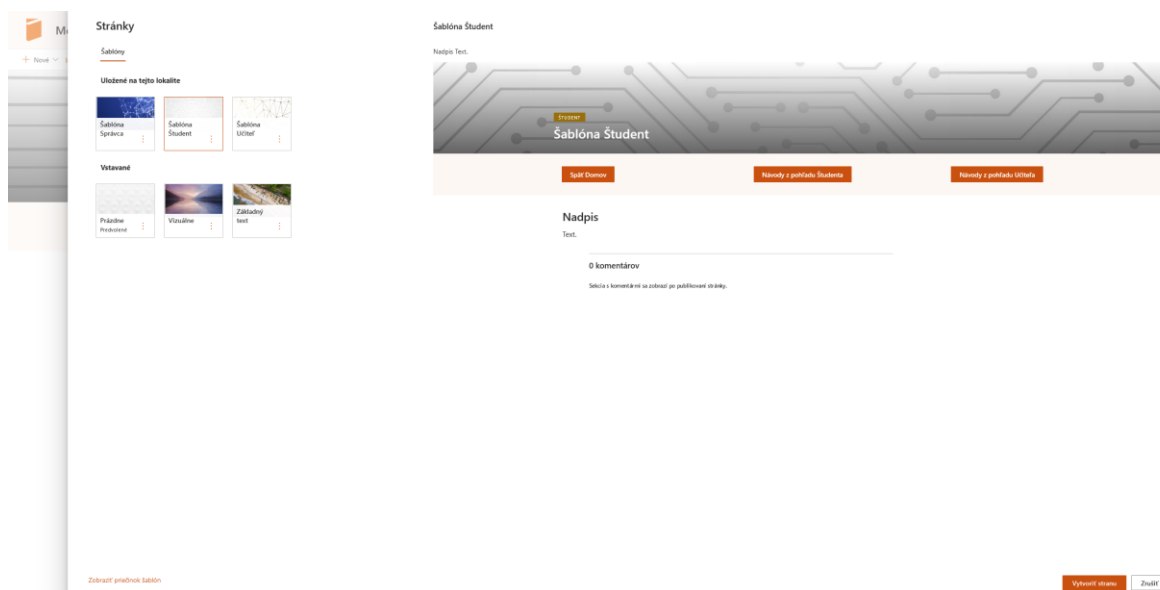 Stránky
Šablóny
Uložené na tejto lokalite
Šablóna
Správca
Šablóna
Študent
Šablóna
Učiteľ
Vstavané
Prázdne
Predvolené
Vizuálne
Základný
text
Zobraziť priečinok šablón
+ Nové
Šablóna Študent
Nadpis Text.
ŠTUDENT
Šablóna Študent
Späť Domov
Návody z pohľadu Študenta
Návody z pohľadu Učiteľa
Nadpis
Text.
0 komentárov
Sekcia s komentármi sa zobrazí po publikovaní stránky.
Vytvoriť stranu
Zrušiť